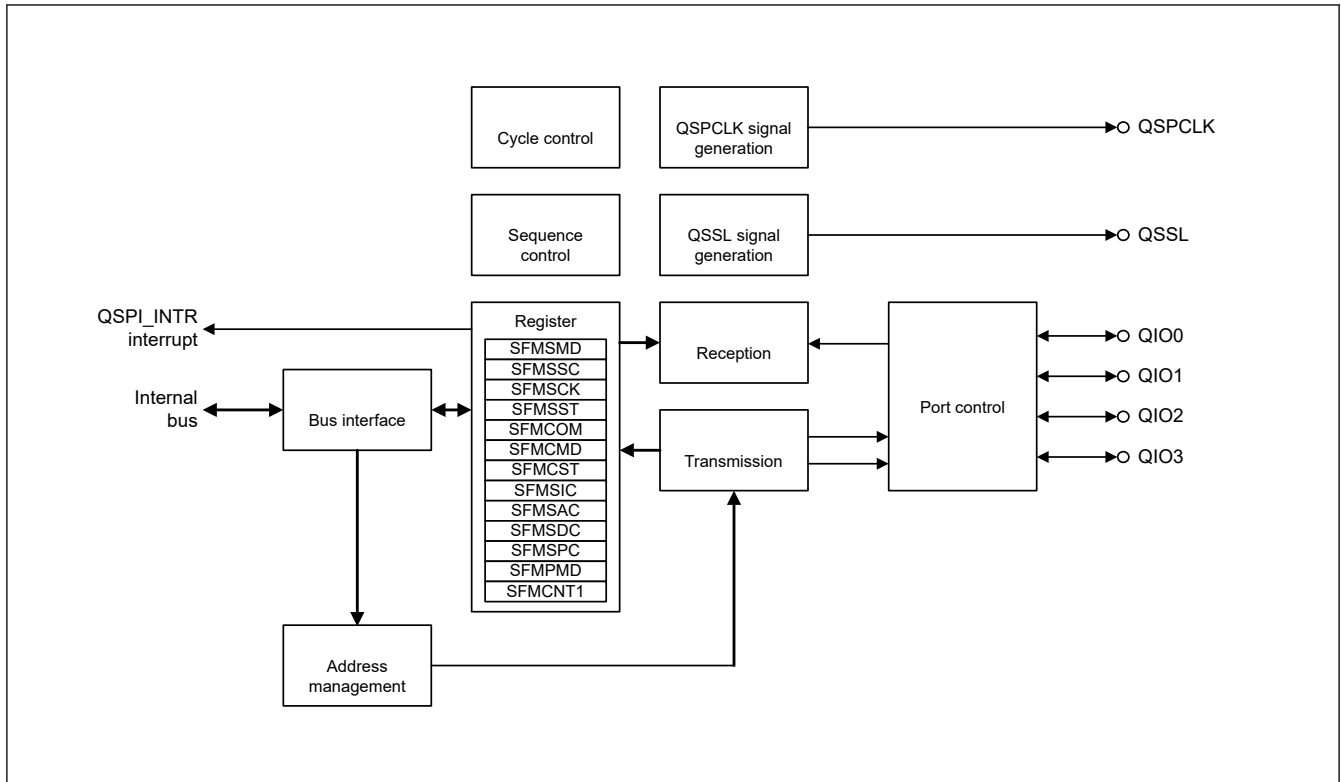 Cycle control
QSPCLK signal
generation
QSPCLK
Sequence
control
QSSL signal
generation
QSSL
QSPI_INTR
interrupt
Internal
bus
Bus interface
Register
SFMSMD
SFMSSC
SFMSCK
SFMSST
SFMCOM
SFMCMD
SFMCST
SFMSIC
SFMSAC
SFMSDC
SFMSPC
SFMPMD
SFMCNT1
Reception
Transmission
Port control
QIO0
QIO1
QIO2
QIO3
Address
management